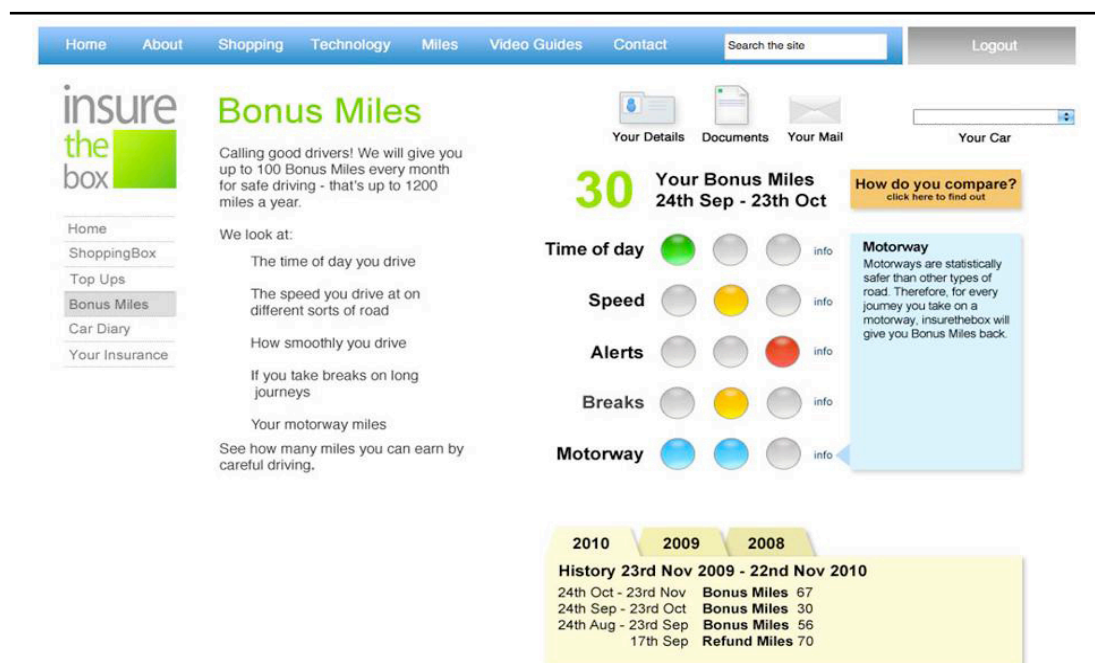 Home About Shopping Technology Miles Video Guides Contact Search the site Logout
insure
the
box
Home
ShoppingBox
Top Ups
Bonus Miles
Car Diary
Your Insurance
Bonus Miles
Calling good drivers! We will give you
up to 100 Bonus Miles every month
for safe driving - that's up to 1200
miles a year.
We look at:
The time of day you drive
The speed you drive at on
different sorts of road
How smoothly you drive
If you take breaks on long
journeys
Your motorway miles
See how many miles you can earn by
careful driving.
Your Details Documents Your Mail Your Car
30
Your Bonus Miles
24th Sep - 23th Oct
How do you compare?
click here to find out
Time of day info
Speed info
Alerts info
Breaks info
Motorway info
Motorway
Motorways are statistically
safer than other types of
road. Therefore, for every
journey you take on a
motorway, insurethebox will
give you Bonus Miles back.
2010 2009 2008
History 23rd Nov 2009 - 22nd Nov 2010
24th Oct - 23rd Nov Bonus Miles 67
24th Sep - 23rd Oct Bonus Miles 30
24th Aug - 23rd Sep Bonus Miles 56
17th Sep Refund Miles 70